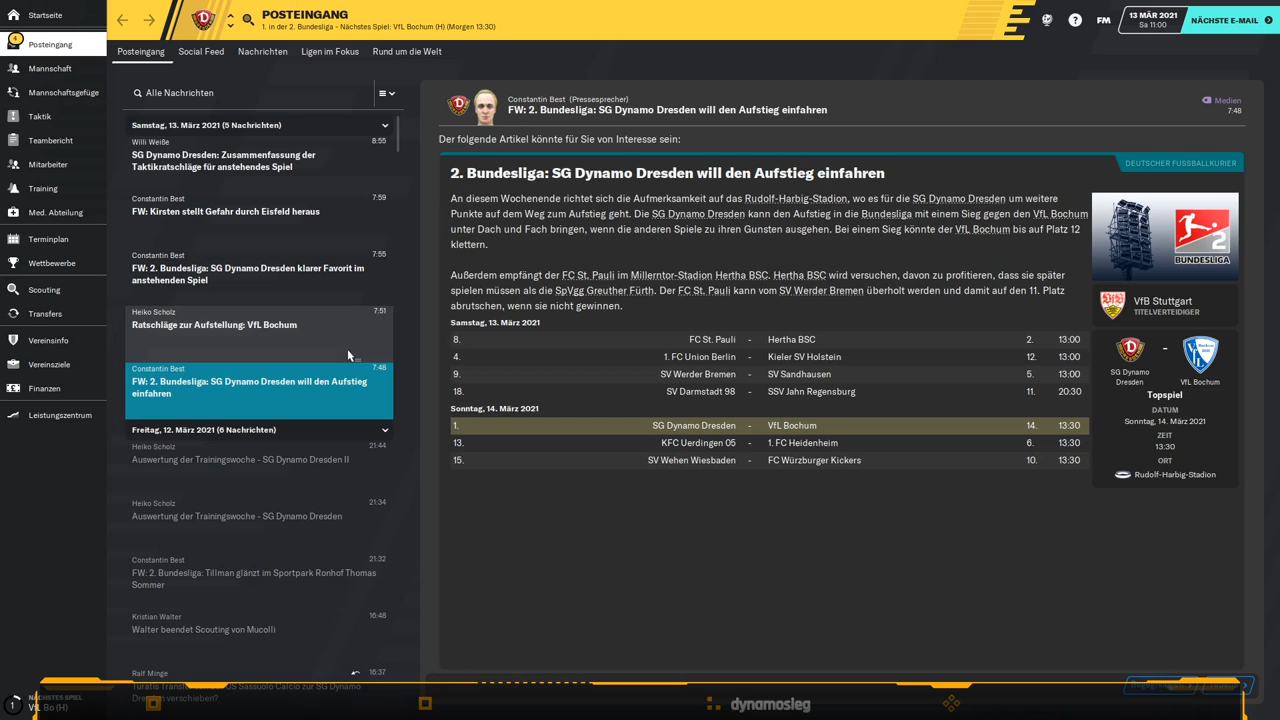 Startseite
4
Posteingang
Mannschaft
Mannschaftsgefüge
Taktik
Teambericht
Mitarbeiter
Training
Med. Abteilung
Terminplan
Wettbewerbe
Scouting
Transfers
Vereinsinfo
Vereinsziele
Finanzen
Leistungszentrum
POSTEINGANG
1. in der 2. Bundesliga - Nächstes Spiel: VfL Bochum (H) (Morgen 13:30)
FM
13 MÄR 2021
Sa 11:00
NÄCHSTE E-MAIL
Posteingang
Social Feed
Nachrichten
Ligen im Fokus
Rund um die Welt
Alle Nachrichten
Samstag, 13. März 2021 (5 Nachrichten)
Willi Weiße
8:55
SG Dynamo Dresden: Zusammenfassung der
Taktikratschläge für anstehendes Spiel
Constantin Best
7:59
FW: Kirsten stellt Gefahr durch Eisfeld heraus
Constantin Best
7:55
FW: 2. Bundesliga: SG Dynamo Dresden klarer Favorit im
anstehenden Spiel
Heiko Scholz
7:51
Ratschläge zur Aufstellung: VfL Bochum
Constantin Best
7:48
FW: 2. Bundesliga: SG Dynamo Dresden will den Aufstieg
einfahren
Freitag, 12. März 2021 (6 Nachrichten)
Heiko Scholz
21:44
Auswertung der Trainingswoche - SG Dynamo Dresden II
Heiko Scholz
21:34
Auswertung der Trainingswoche - SG Dynamo Dresden
Constantin Best
21:32
FW: 2. Bundesliga: Tillman glänzt im Sportpark Ronhof Thomas
Sommer
Kristian Walter
16:48
Walter beendet Scouting von Mucolli
Ralf Minge
16:37
Constantin Best (Pressesprecher)
FW: 2. Bundesliga: SG Dynamo Dresden will den Aufstieg einfahren
Medien
7:48
Der folgende Artikel könnte für Sie von Interesse sein:
DEUTSCHER FUSSBALLKURIER
2. Bundesliga: SG Dynamo Dresden will den Aufstieg einfahren
An diesem Wochenende richtet sich die Aufmerksamkeit auf das Rudolf-Harbig-Stadion, wo es für die SG Dynamo Dresden um weitere
Punkte auf dem Weg zum Aufstieg geht. Die SG Dynamo Dresden kann den Aufstieg in die Bundesliga mit einem Sieg gegen den VfL Bochum
unter Dach und Fach bringen, wenn die anderen Spiele zu ihren Gunsten ausgehen. Bei einem Sieg könnte der VfL Bochum bis auf Platz 12
klettern.
Außerdem empfängt der FC St. Pauli im Millerntor-Stadion Hertha BSC. Hertha BSC wird versuchen, davon zu profitieren, dass sie später
spielen müssen als die SpVgg Greuther Fürth. Der FC St. Pauli kann vom SV Werder Bremen überholt werden und damit auf den 11. Platz
abrutschen, wenn sie nicht gewinnen.
Samstag, 13. März 2021
8. FC St. Pauli - Hertha BSC 2. 13:00
4. 1. FC Union Berlin - Kieler SV Holstein 12. 13:00
9. SV Werder Bremen - SV Sandhausen 5. 13:00
18. SV Darmstadt 98 - SSV Jahn Regensburg 11. 20:30
Sonntag, 14. März 2021
1. SG Dynamo Dresden - VfL Bochum 14. 13:30
13. KFC Uerdingen 05 - 1. FC Heidenheim 6. 13:30
15. SV Wehen Wiesbaden - FC Würzburger Kickers 10. 13:30
2
BUNDESLIGA
VfB Stuttgart
TITELVERTEIDIGER
-
SG Dynamo
Dresden
VfL Bochum
Topspiel
DATUM
Sonntag, 14. März 2021
ZEIT
13:30
ORT
Rudolf-Harbig-Stadion
1
NÄCHSTES SPIEL
dynamosleg